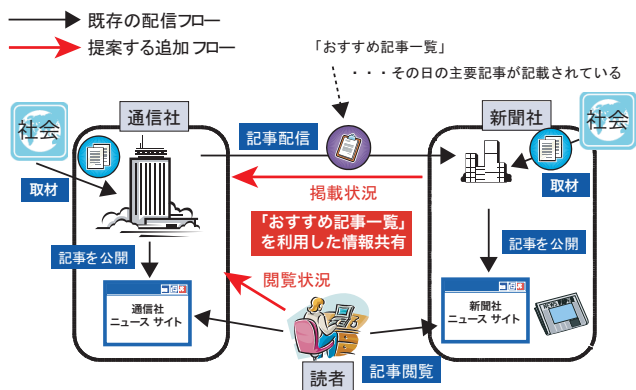 既存の配信フロー
提案する追加フロー
「おすすめ記事一覧」
・・・その日の主要記事が記載されている
社会
通信社
新聞社
社会
記事配信
取材
取材
掲載状況
「おすすめ記事一覧」
を利用した情報共有
記事を公開
記事を公開
閲覧状況
通信社
ニュース サイト
新聞社
ニュース サイト
読者
記事閲覧